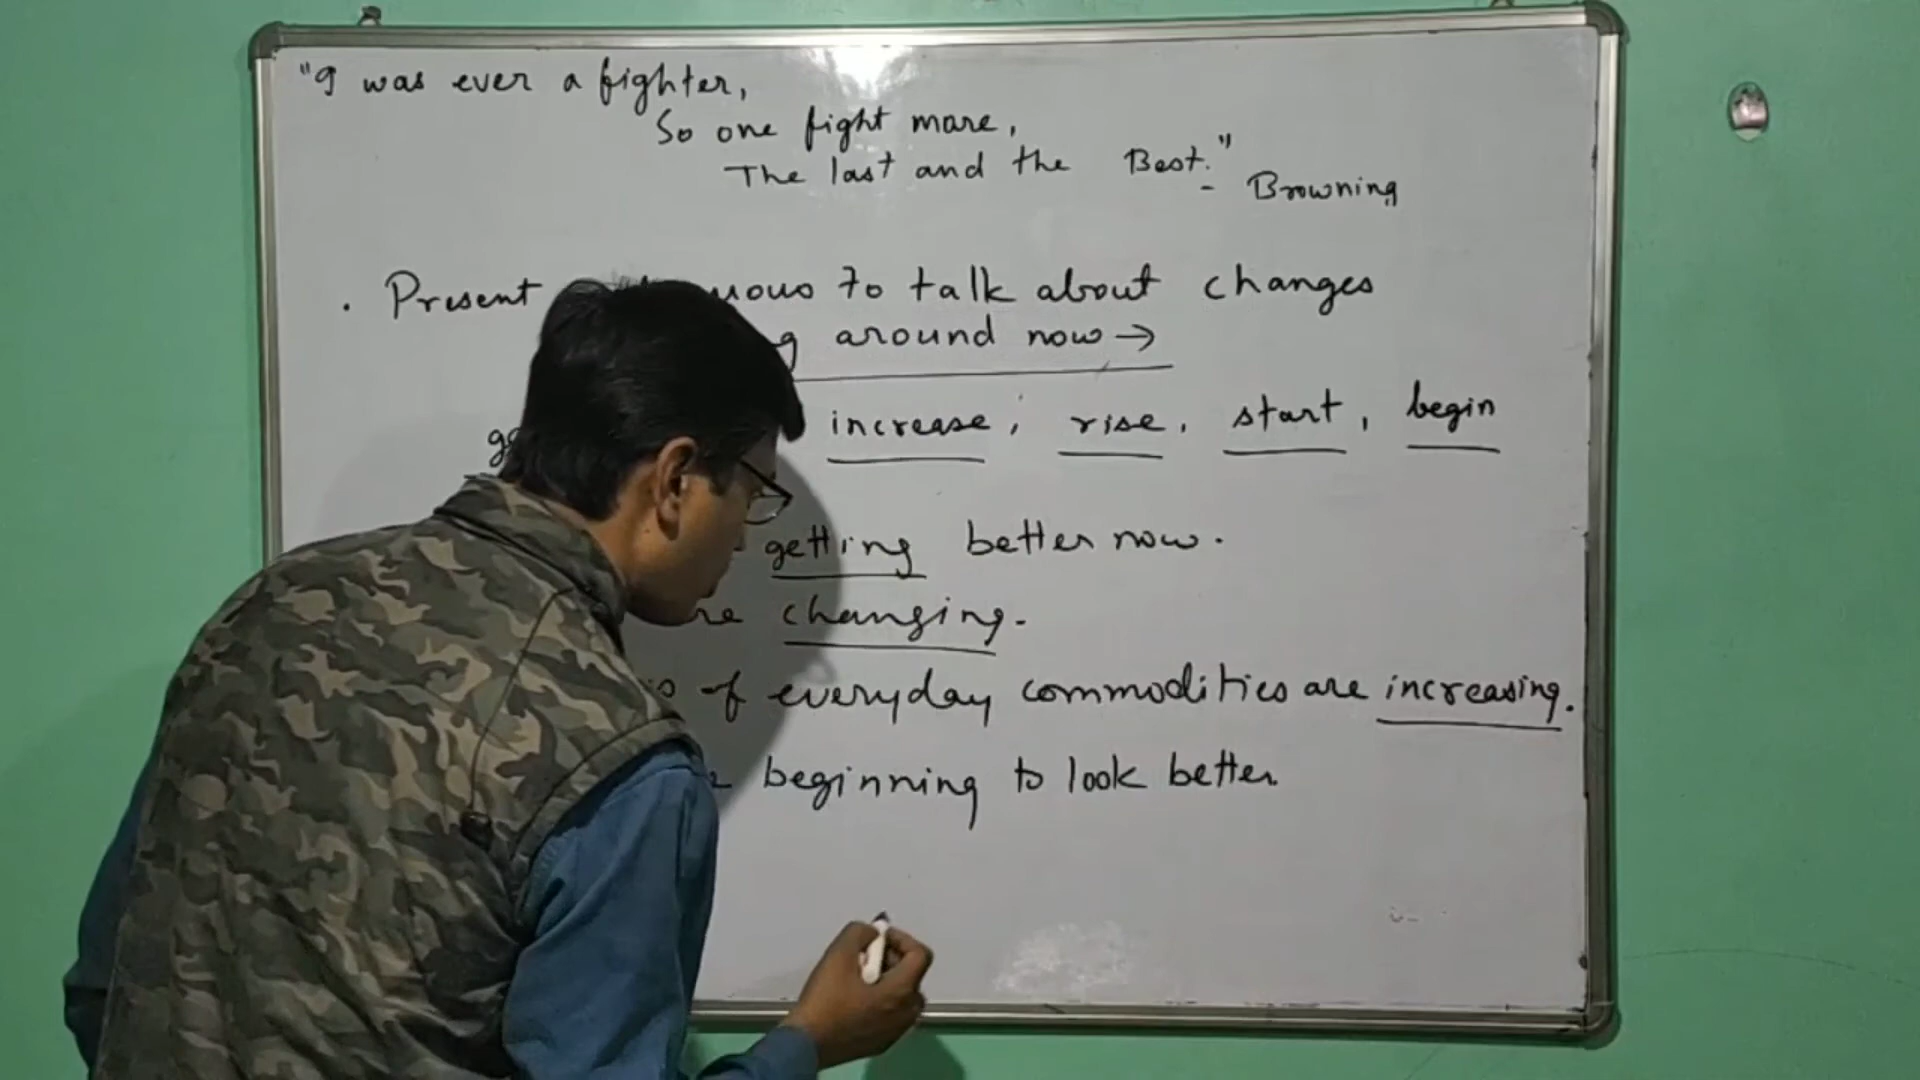 "I was ever a fighter,
So one fight more,
The last and the Best."
- Browning
. Present to talk about changes
around now →
increase, rise, start, begin
getting better now.
changing.
of everyday commodities are increasing.
beginning to look better.